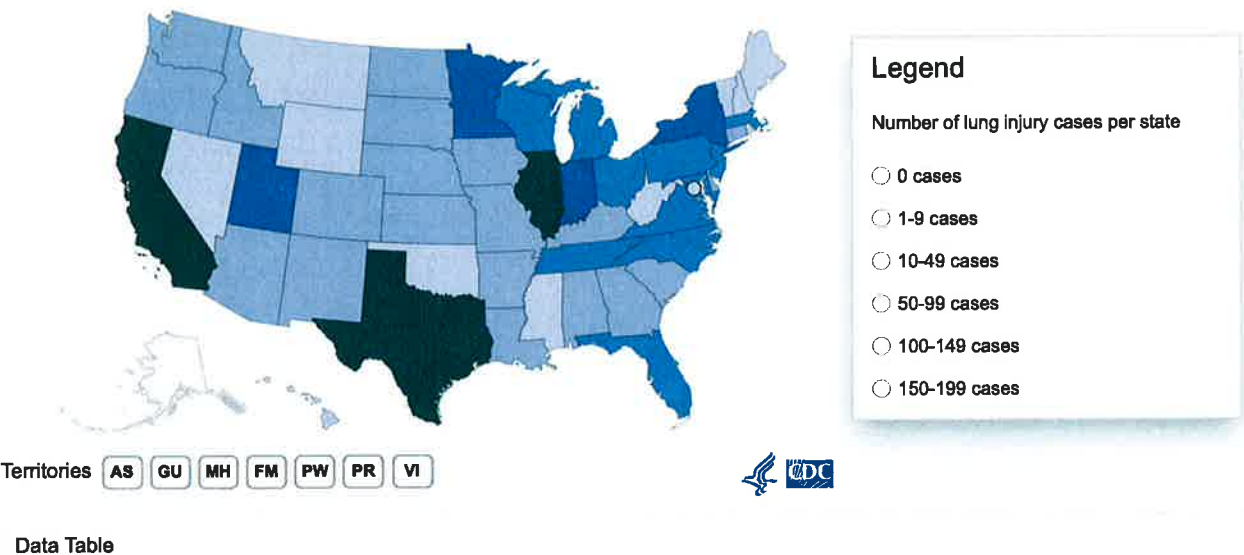 Legend
Number of lung injury cases per state
0 cases
1-9 cases
10-49 cases
50-99 cases
100-149 cases
150-199 cases
Territories AS GU MH FM PW PR VI
CDC
Data Table